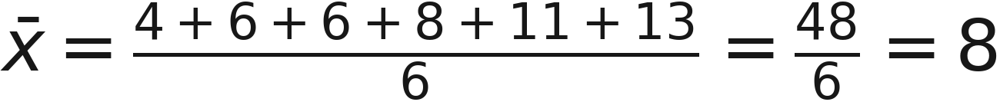 x̄ = (4 + 6 + 6 + 8 + 11 + 13)/6 = 48/6 = 8